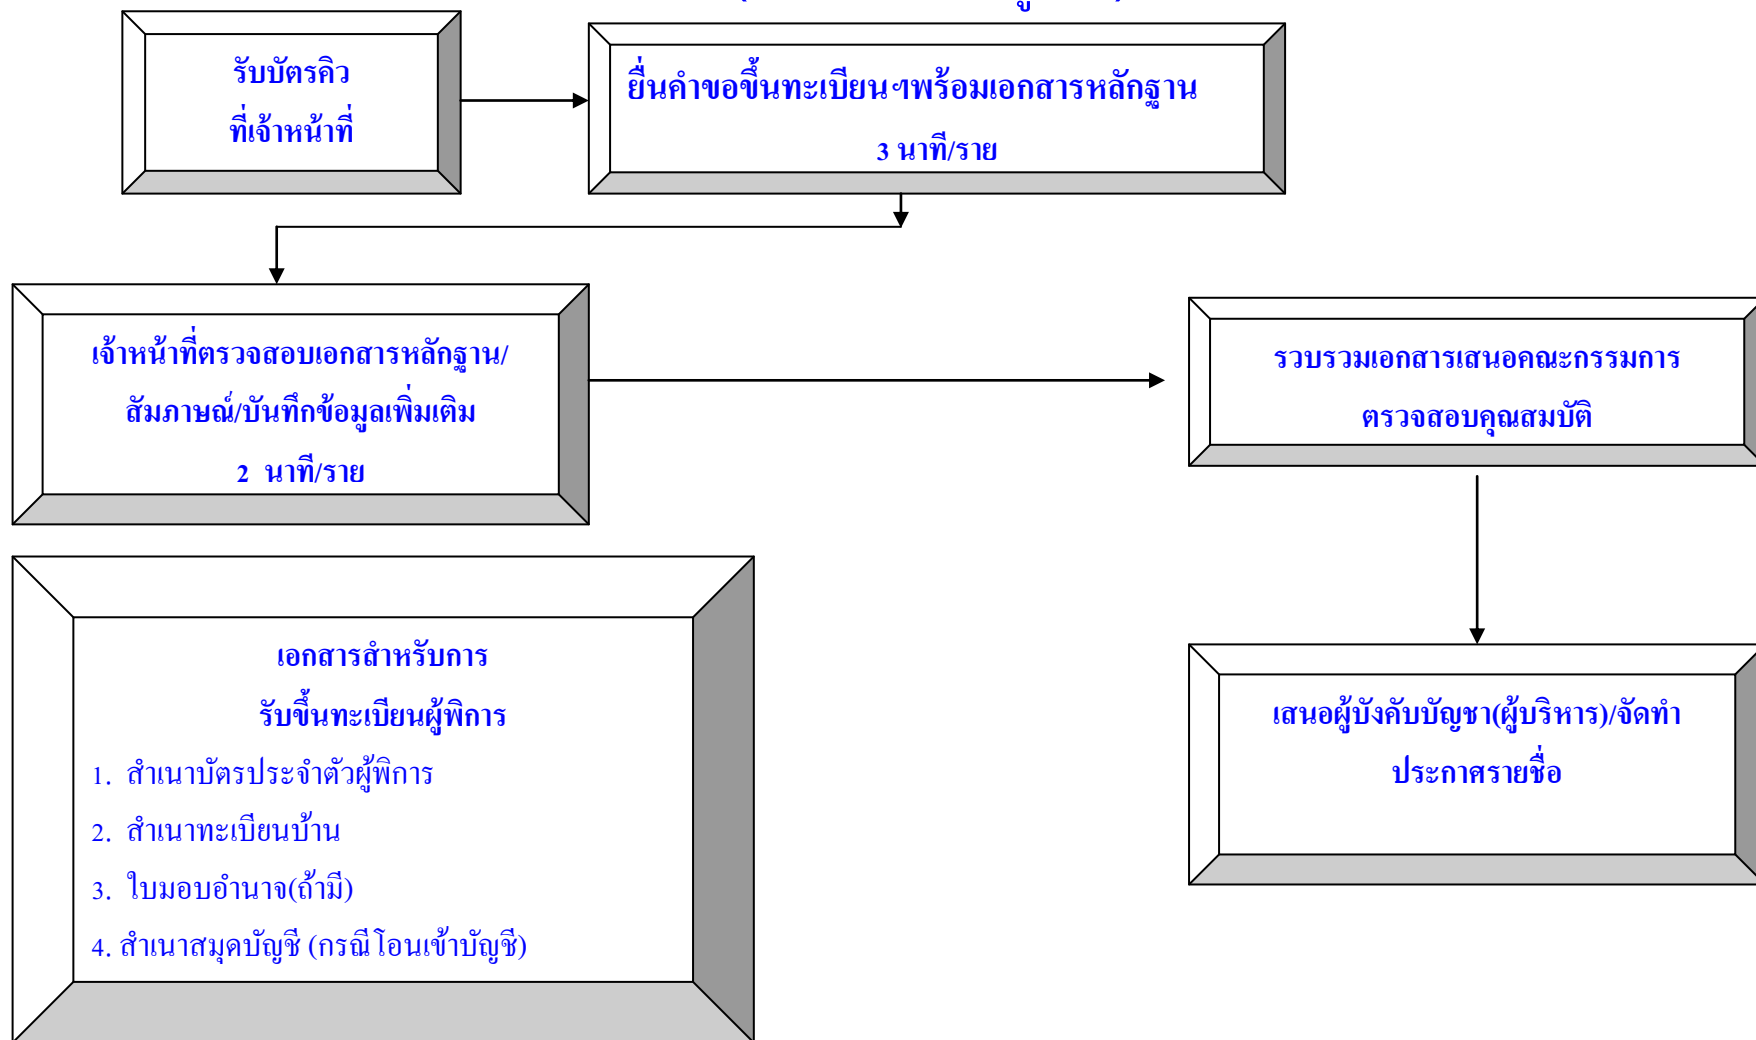 รับบัตรคิว
ที่เจ้าหน้าที่
ยื่นคำขอขึ้นทะเบียนฯพร้อมเอกสารหลักฐาน
3 นาที/ราย
เจ้าหน้าที่ตรวจสอบเอกสารหลักฐาน/
สัมภาษณ์/บันทึกข้อมูลเพิ่มเติม
2 นาที/ราย
รวบรวมเอกสารเสนอคณะกรรมการ
ตรวจสอบคุณสมบัติ
เสนอผู้บังคับบัญชา(ผู้บริหาร)/จัดทำ
ประกาศรายชื่อ
เอกสารสำหรับการ
รับขึ้นทะเบียนผู้พิการ
1. สำเนาบัตรประจำตัวผู้พิการ
2. สำเนาทะเบียนบ้าน
3. ใบมอบอำนาจ(ถ้ามี)
4. สำเนาสมุดบัญชี (กรณีโอนเข้าบัญชี)